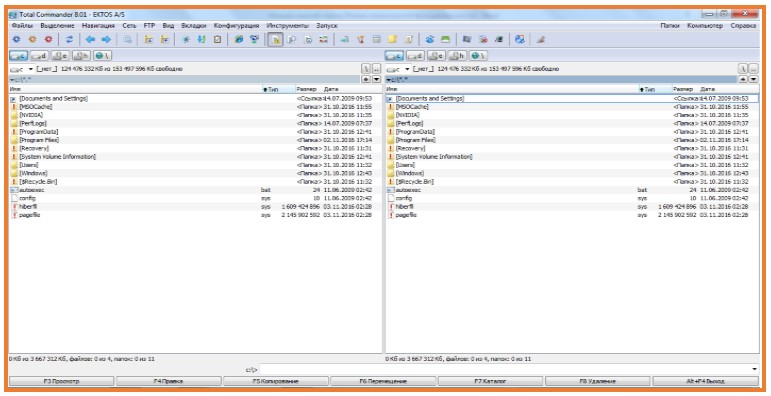 Total Commander 8.01 - EKTOS A/S
Файлы Выделение Навигация Сеть FTP Вид Вкладки Конфигурация Инструменты Запуск Папки Компьютер Справка
c d e h \ c d e h \
c [_нет_] 124 476 332 Кб из 153 497 596 Кб свободно \ .. c [_нет_] 124 476 332 Кб из 153 497 596 Кб свободно \ ..
c:\*.* * c:\*.* *
Имя Тип Размер Дата Имя Тип Размер Дата
[Documents and Settings] <Ссылка> 14.07.2009 09:53 [Documents and Settings] <Ссылка> 14.07.2009 09:53
[MSOCache] <Папка> 31.10.2016 11:55 [MSOCache] <Папка> 31.10.2016 11:55
[NVIDIA] <Папка> 31.10.2016 11:35 [NVIDIA] <Папка> 31.10.2016 11:35
[PerfLogs] <Папка> 14.07.2009 07:37 [PerfLogs] <Папка> 14.07.2009 07:37
[ProgramData] <Папка> 31.10.2016 12:41 [ProgramData] <Папка> 31.10.2016 12:41
[Program Files] <Папка> 02.11.2016 17:14 [Program Files] <Папка> 02.11.2016 17:14
[Recovery] <Папка> 31.10.2016 11:31 [Recovery] <Папка> 31.10.2016 11:31
[System Volume Information] <Папка> 31.10.2016 12:41 [System Volume Information] <Папка> 31.10.2016 12:41
[Users] <Папка> 31.10.2016 11:32 [Users] <Папка> 31.10.2016 11:32
[Windows] <Папка> 31.10.2016 12:43 [Windows] <Папка> 31.10.2016 12:43
[$Recycle.Bin] <Папка> 31.10.2016 11:32 [$Recycle.Bin] <Папка> 31.10.2016 11:32
autoexec bat 24 11.06.2009 02:42 autoexec bat 24 11.06.2009 02:42
config sys 10 11.06.2009 02:42 config sys 10 11.06.2009 02:42
hiberfil sys 1 609 424 896 03.11.2016 02:28 hiberfil sys 1 609 424 896 03.11.2016 02:28
pagefile sys 2 145 902 592 03.11.2016 02:28 pagefile sys 2 145 902 592 03.11.2016 02:28
0 Кб из 3 667 312 Кб, файлов: 0 из 4, папок: 0 из 11 0 Кб из 3 667 312 Кб, файлов: 0 из 4, папок: 0 из 11
c:\>
F3 Просмотр F4 Правка F5 Копирование F6 Перемещение F7 Каталог F8 Удаление Alt+F4 Выход